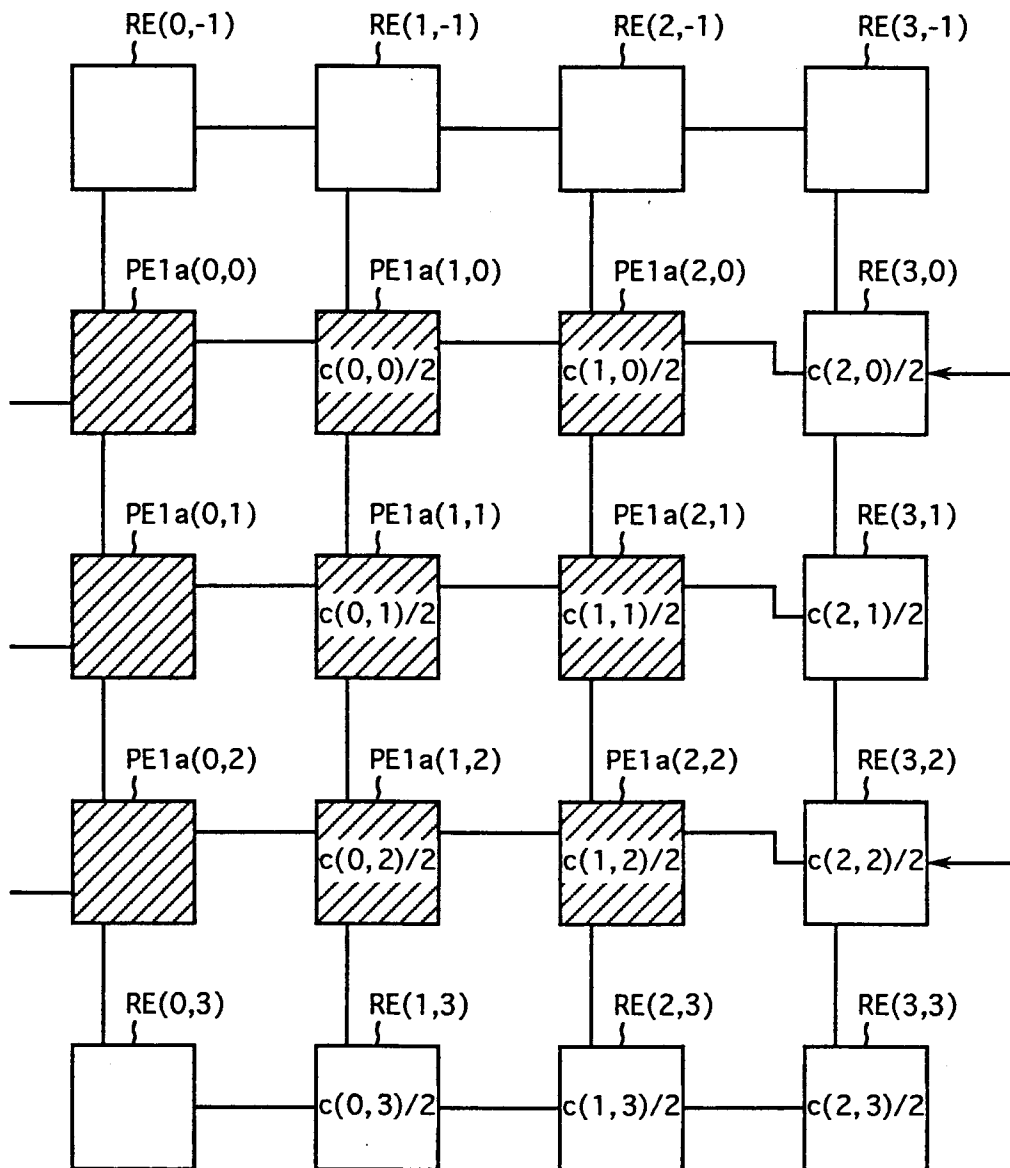 RE(0,-1) RE(1,-1) RE(2,-1) RE(3,-1)
PE1a(0,0) PE1a(1,0) PE1a(2,0) RE(3,0)
c(0,0)/2 c(1,0)/2 c(2,0)/2
PE1a(0,1) PE1a(1,1) PE1a(2,1) RE(3,1)
c(0,1)/2 c(1,1)/2 c(2,1)/2
PE1a(0,2) PE1a(1,2) PE1a(2,2) RE(3,2)
c(0,2)/2 c(1,2)/2 c(2,2)/2
RE(0,3) RE(1,3) RE(2,3) RE(3,3)
c(0,3)/2 c(1,3)/2 c(2,3)/2